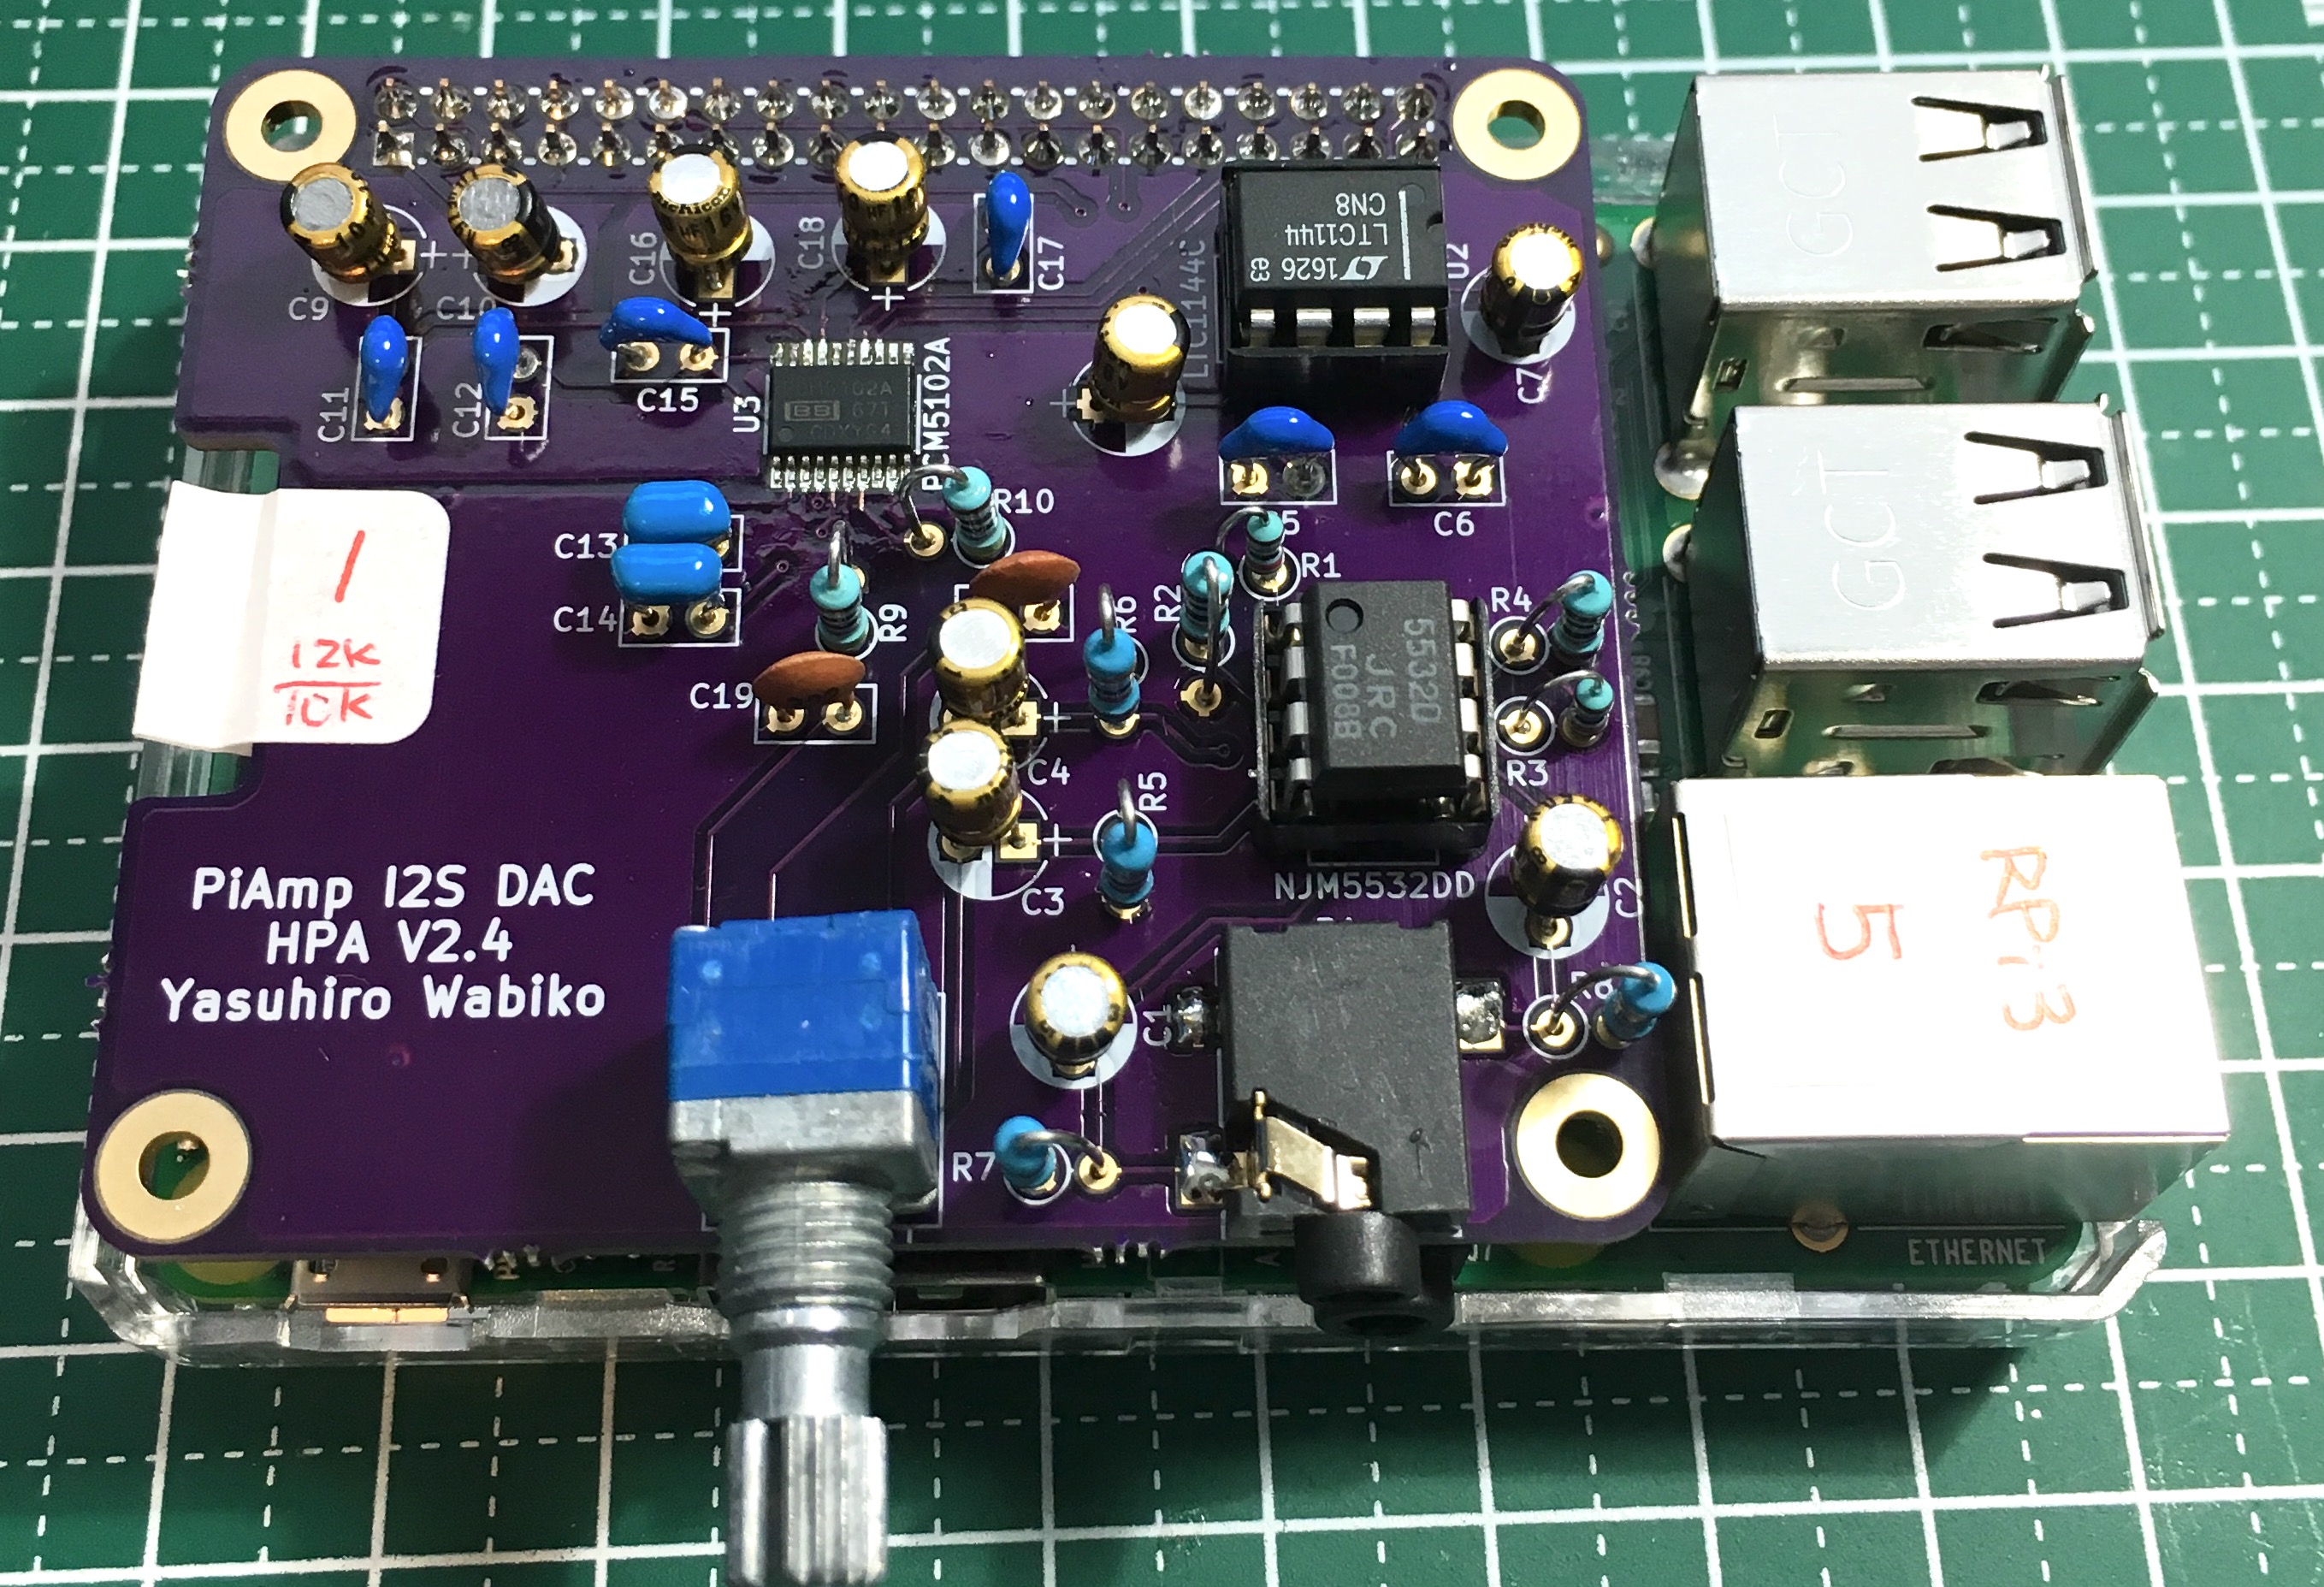 C9
C10
C16
C18
C17
LTC1144C
CN8
LTC1144
1626
e3
U2
C7
C11
C12
C15
U3
PCM5102A
BB
C6
C13
C14
R10
R9
C19
R6
R2
R1
R4
R3
5532D
JRC
F008B
C4
R5
C3
NJM5532DD
C2
C1
R7
1
12K
10K
PiAmp I2S DAC
HPA V2.4
Yasuhiro Wabiko
GCT
GCT
RPi3
5
ETHERNET